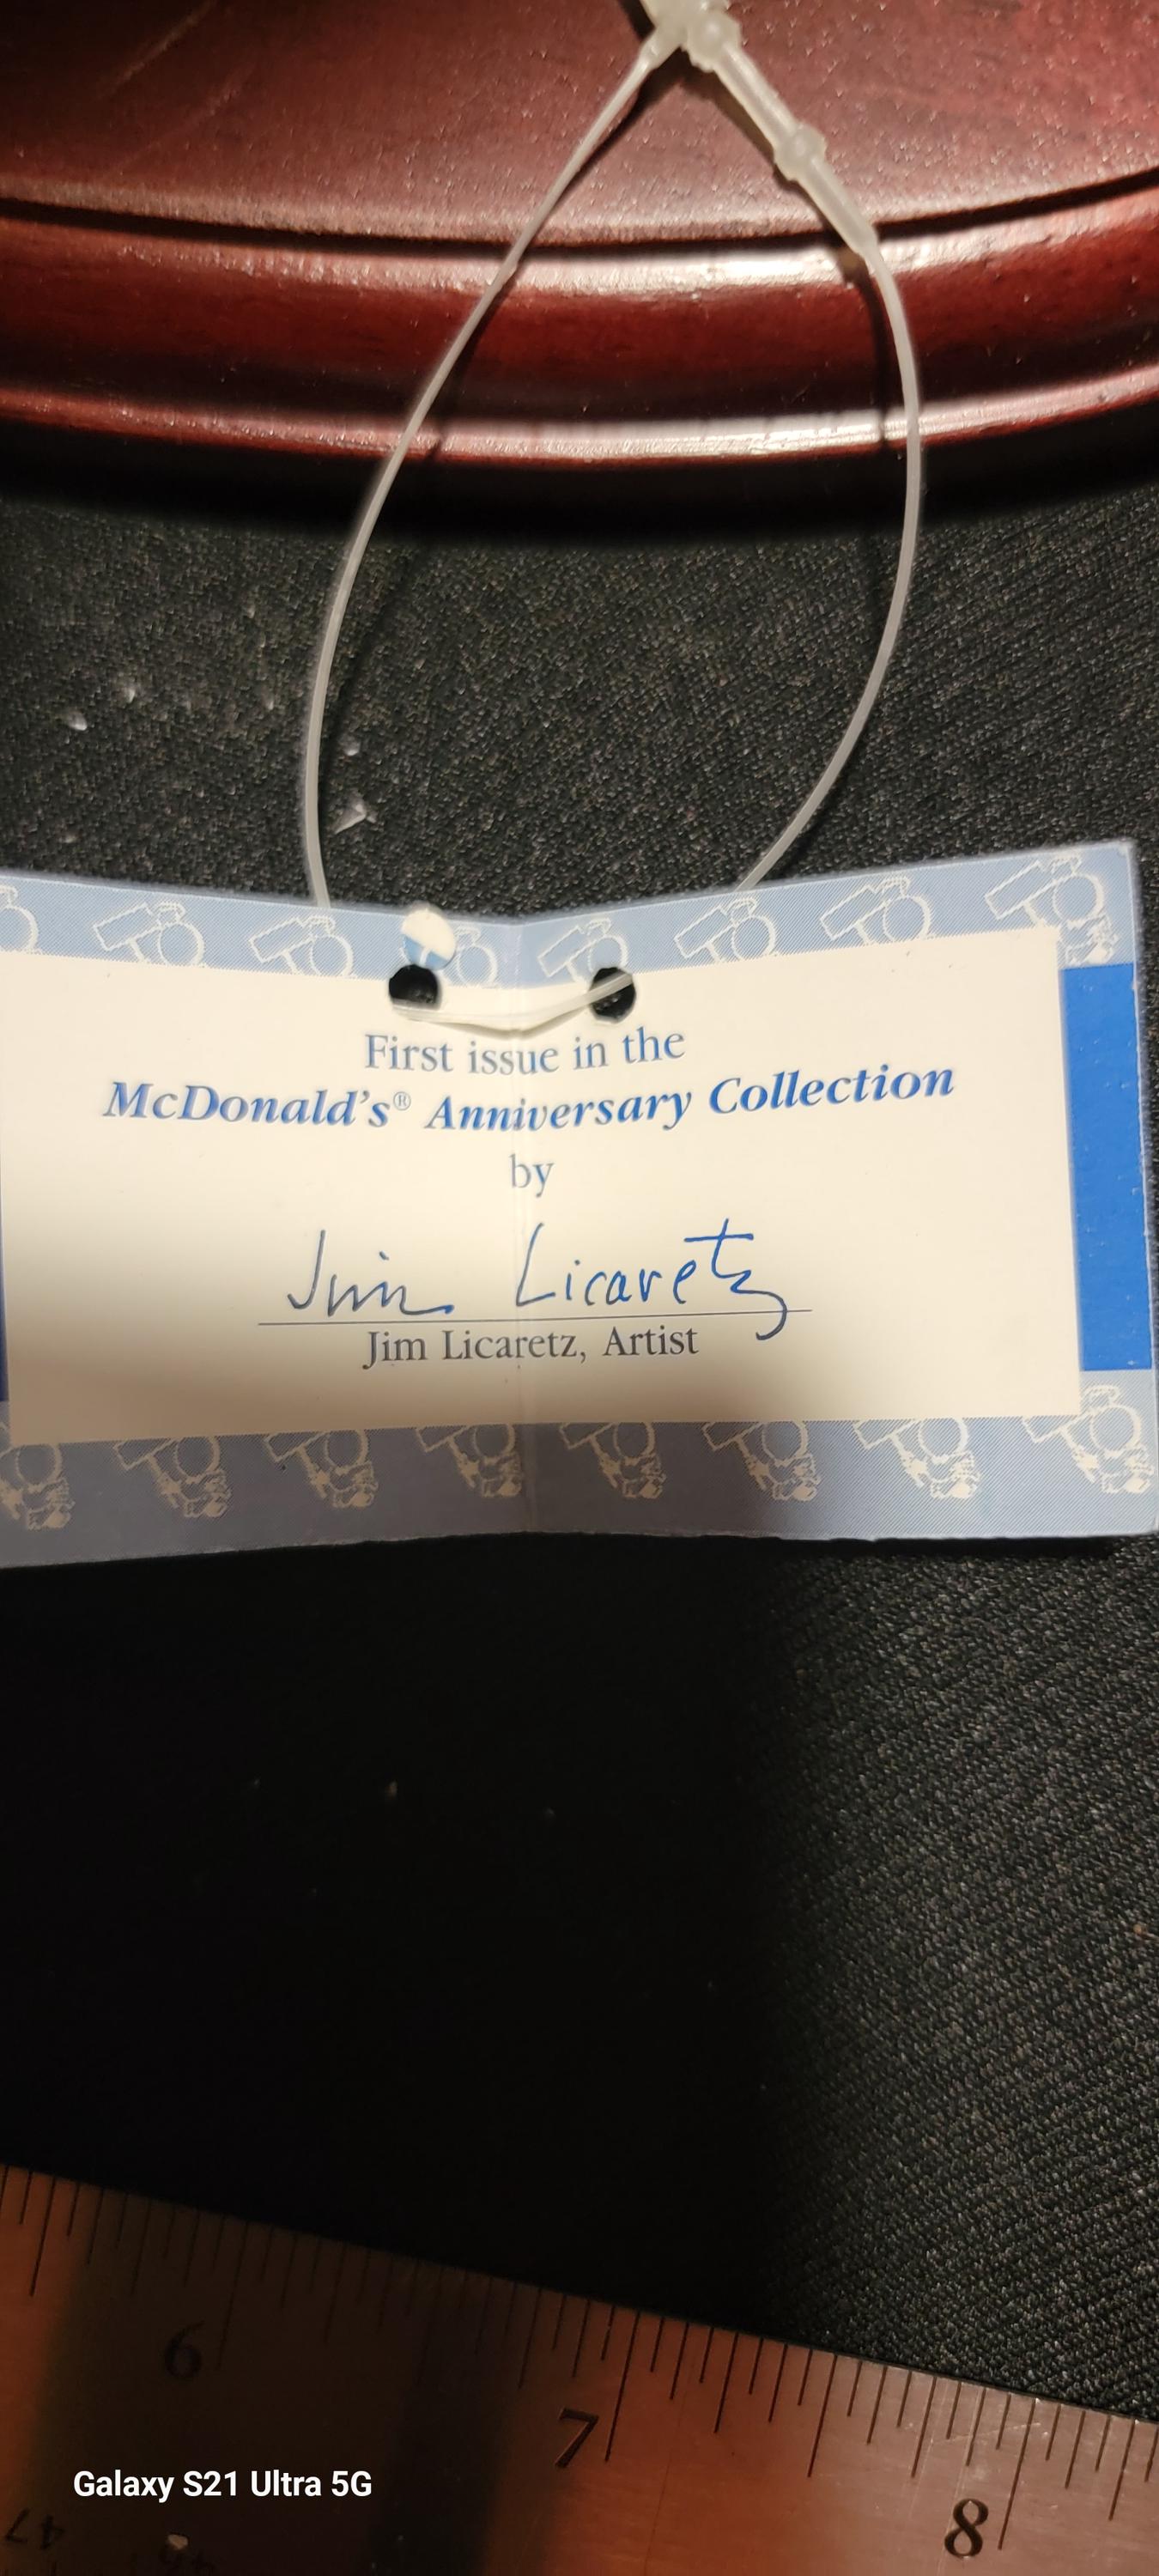 First issue in the
McDonald's® Anniversary Collection
by
Jim Licaretz
Jim Licaretz, Artist
6
7
8
Galaxy S21 Ultra 5G
47